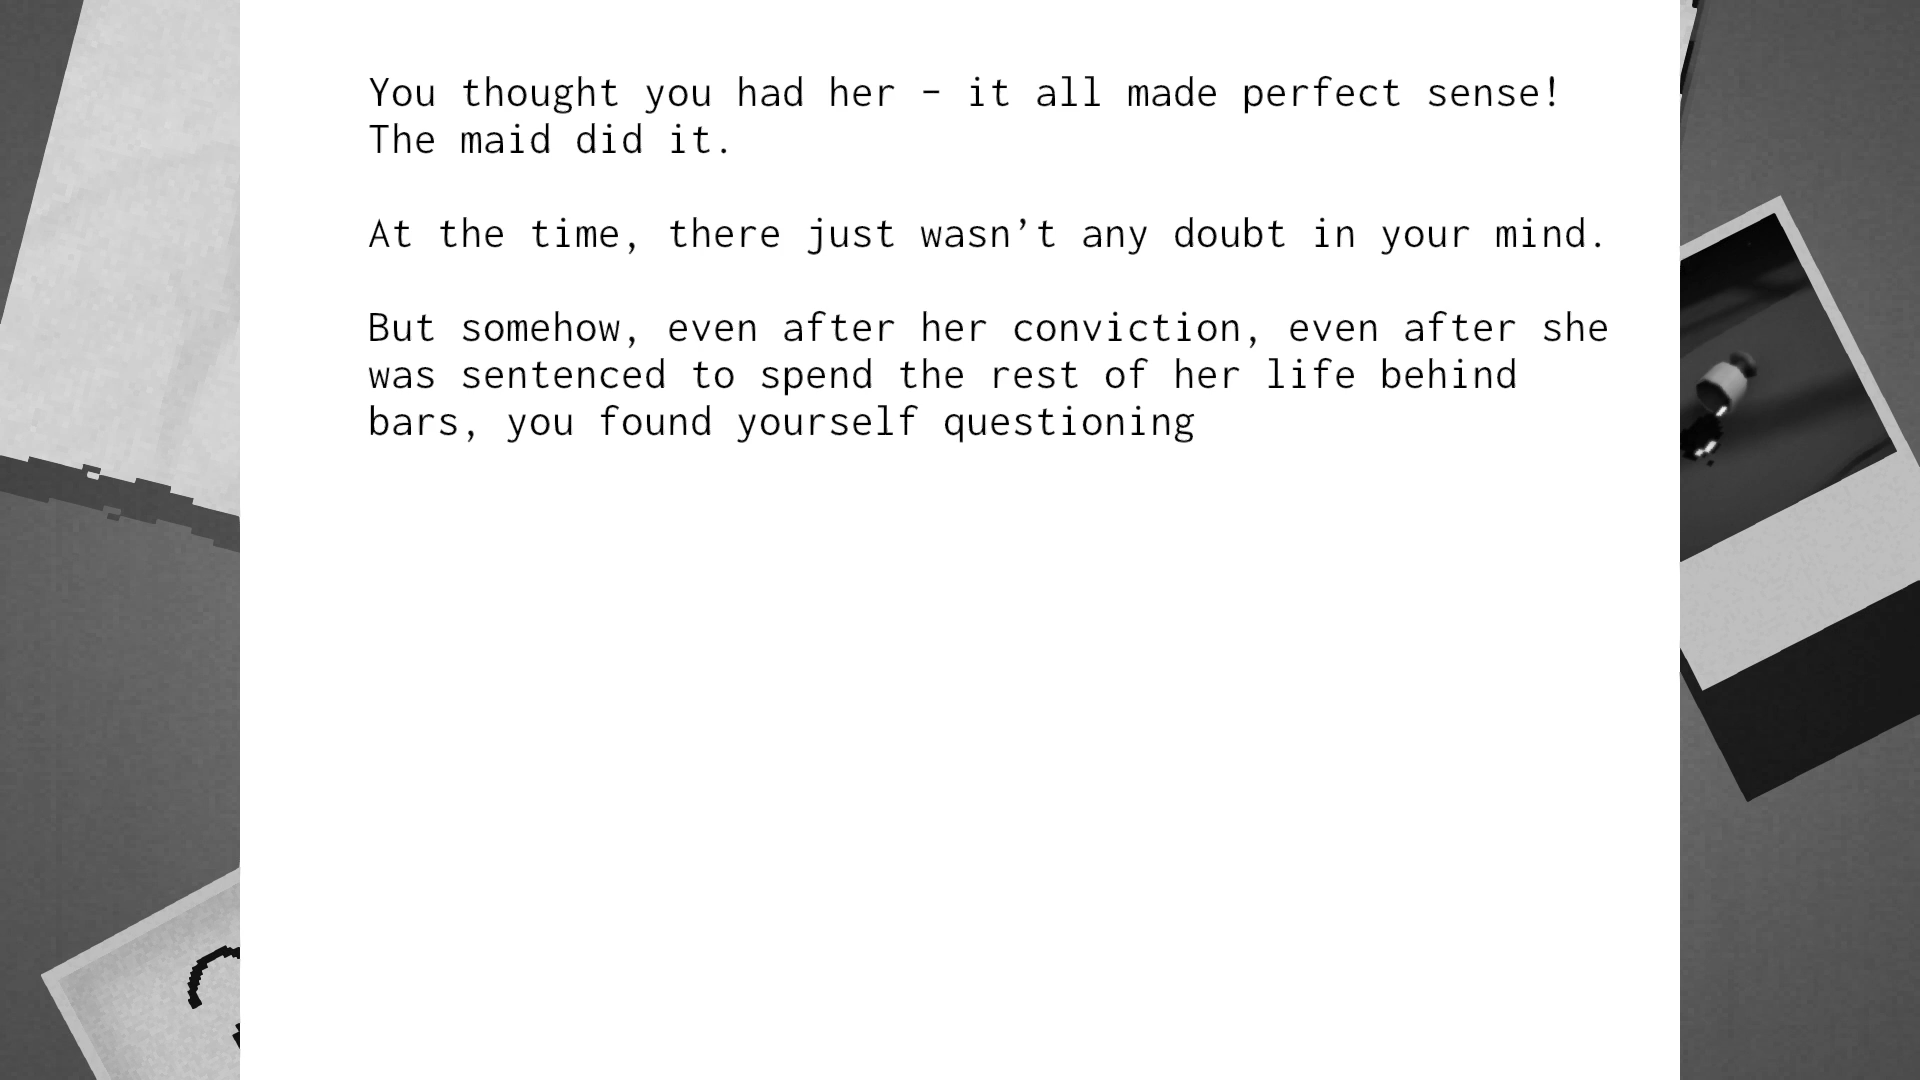 You thought you had her – it all made perfect sense!
The maid did it.
At the time, there just wasn’t any doubt in your mind.
But somehow, even after her conviction, even after she
was sentenced to spend the rest of her life behind
bars, you found yourself questioning